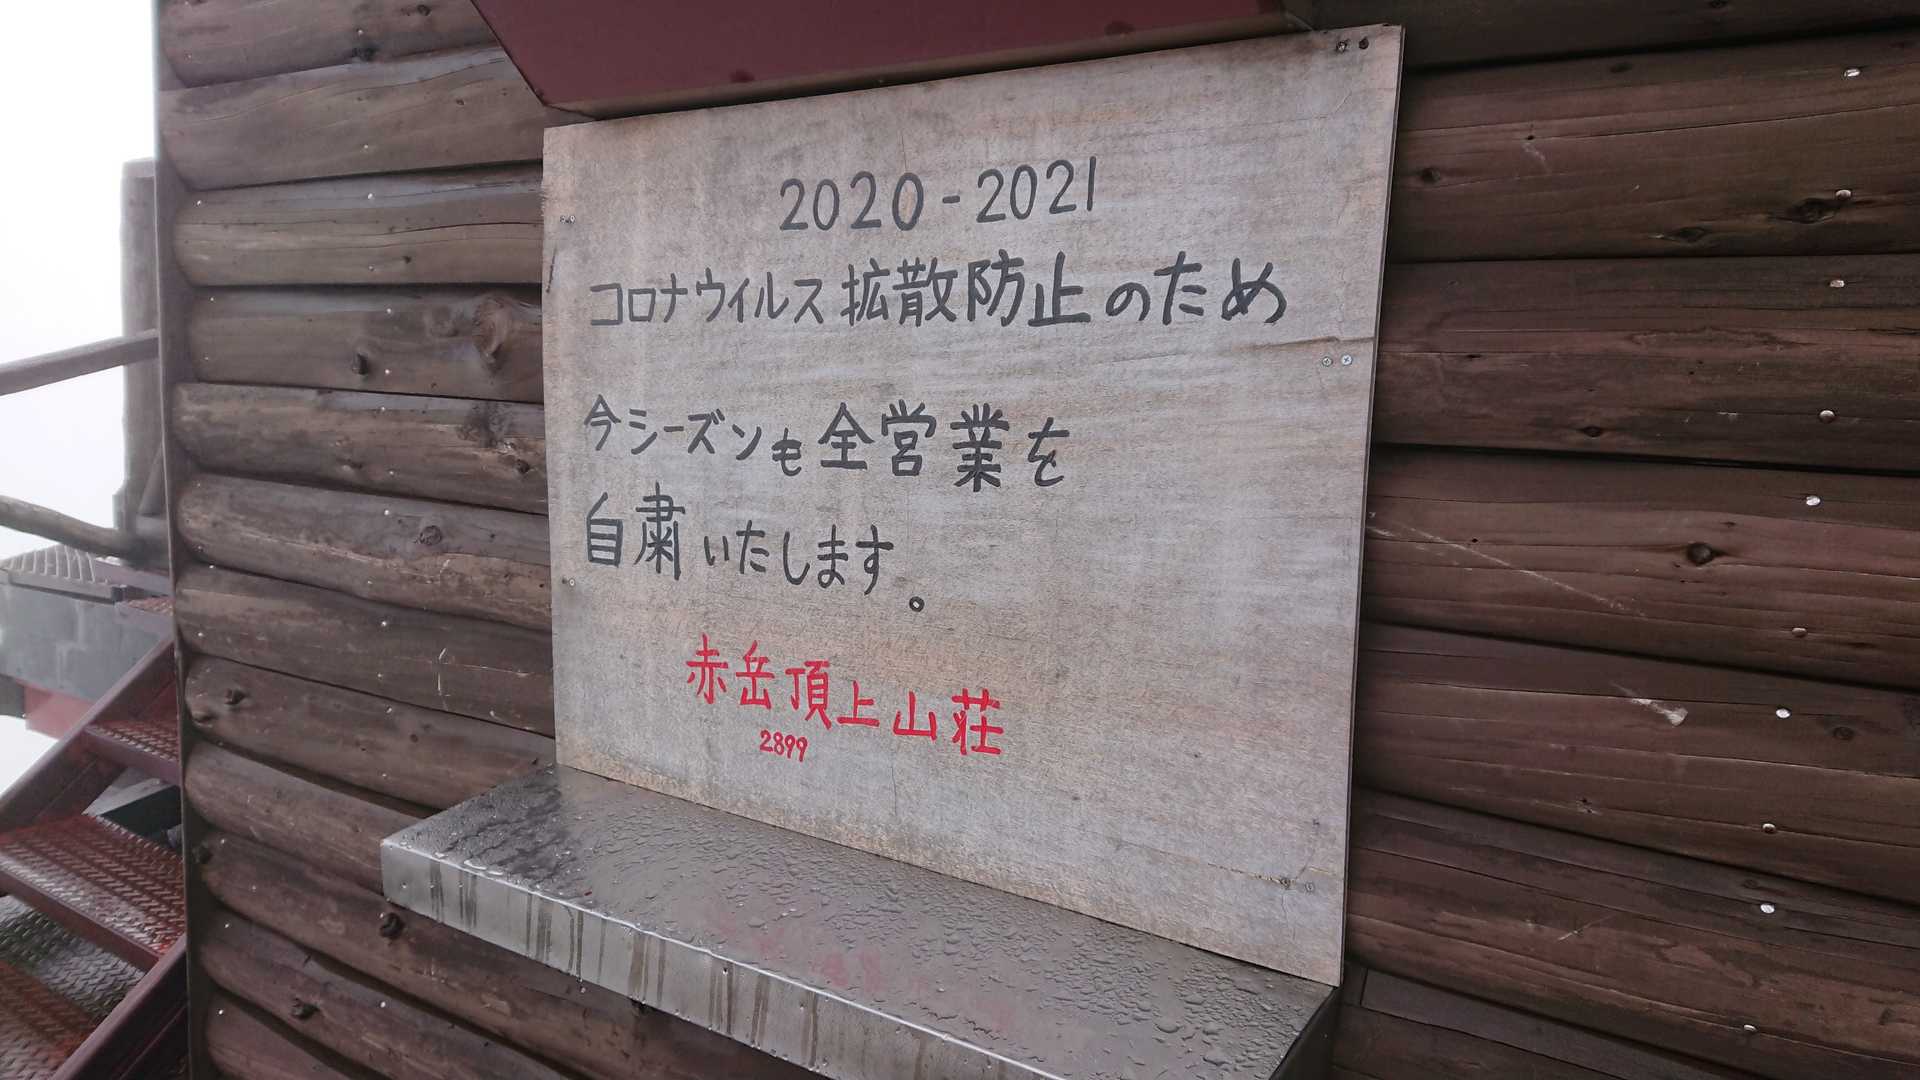 2020-2021
コロナウイルス拡散防止のため
今シーズンも全営業を
自粛いたします。
赤岳頂上山荘
2899